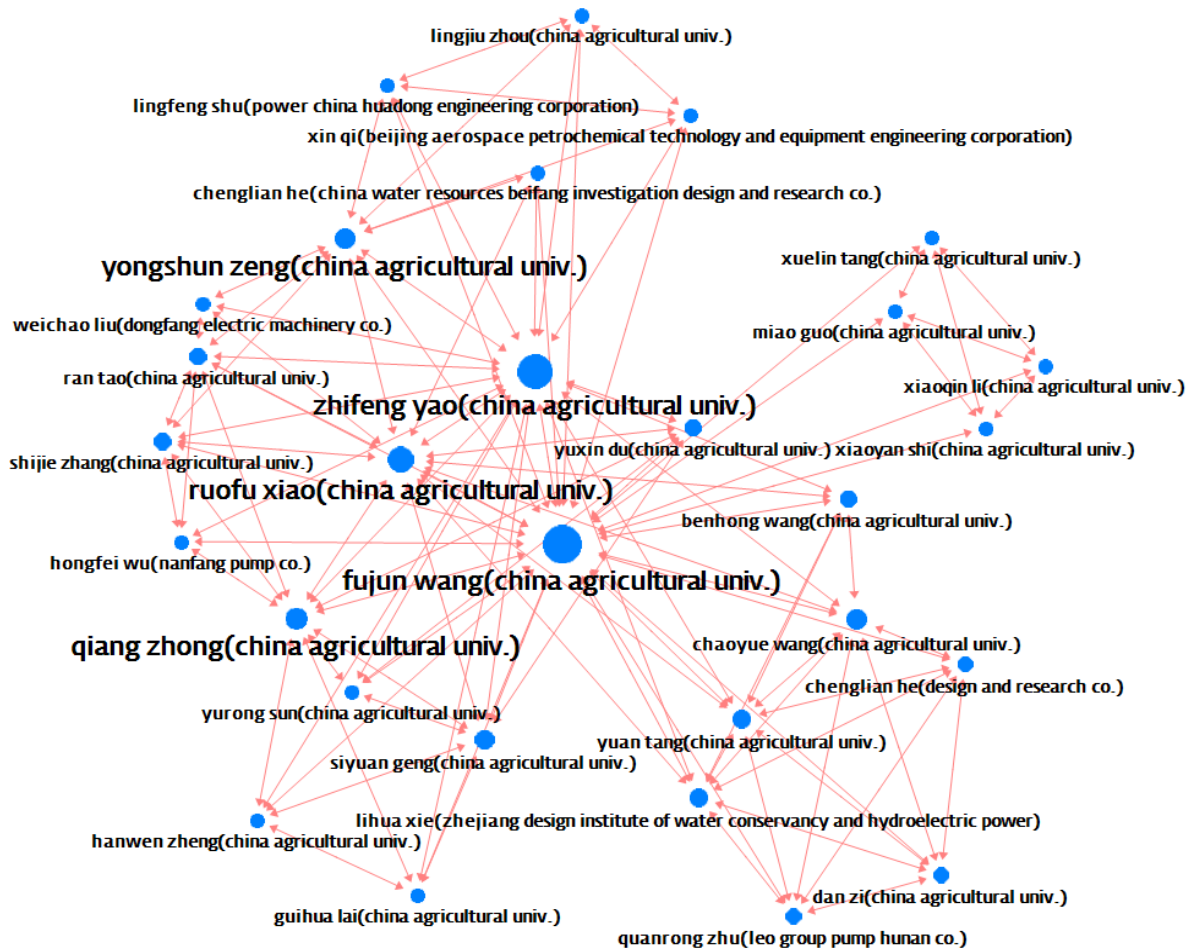 lingjiu zhou(china agricultural univ.)
lingfeng shu(power china huadong engineering corporation)
xin qi(beijing aerospace petrochemical technology and equipment engineering corporation)
chenglian he(china water resources beifang investigation design and research co.)
yongshun zeng(china agricultural univ.)
xuelin tang(china agricultural univ.)
weichao liu(dongfang electric machinery co.)
miao guo(china agricultural univ.)
ran tao(china agricultural univ.)
xiaoqin li(china agricultural univ.)
zhifeng yao(china agricultural univ.)
yuxin du(china agricultural univ.)
xiaoyan shi(china agricultural univ.)
shijie zhang(china agricultural univ.)
ruofu xiao(china agricultural univ.)
benhong wang(china agricultural univ.)
hongfei wu(nanfang pump co.)
fujun wang(china agricultural univ.)
qiang zhong(china agricultural univ.)
chaoyue wang(china agricultural univ.)
chenglian he(design and research co.)
yurong sun(china agricultural univ.)
yuan tang(china agricultural univ.)
siyuan geng(china agricultural univ.)
lihua xie(zhejiang design institute of water conservancy and hydroelectric power)
hanwen zheng(china agricultural univ.)
dan zi(china agricultural univ.)
guihua lai(china agricultural univ.)
quanrong zhu(leo group pump hunan co.)